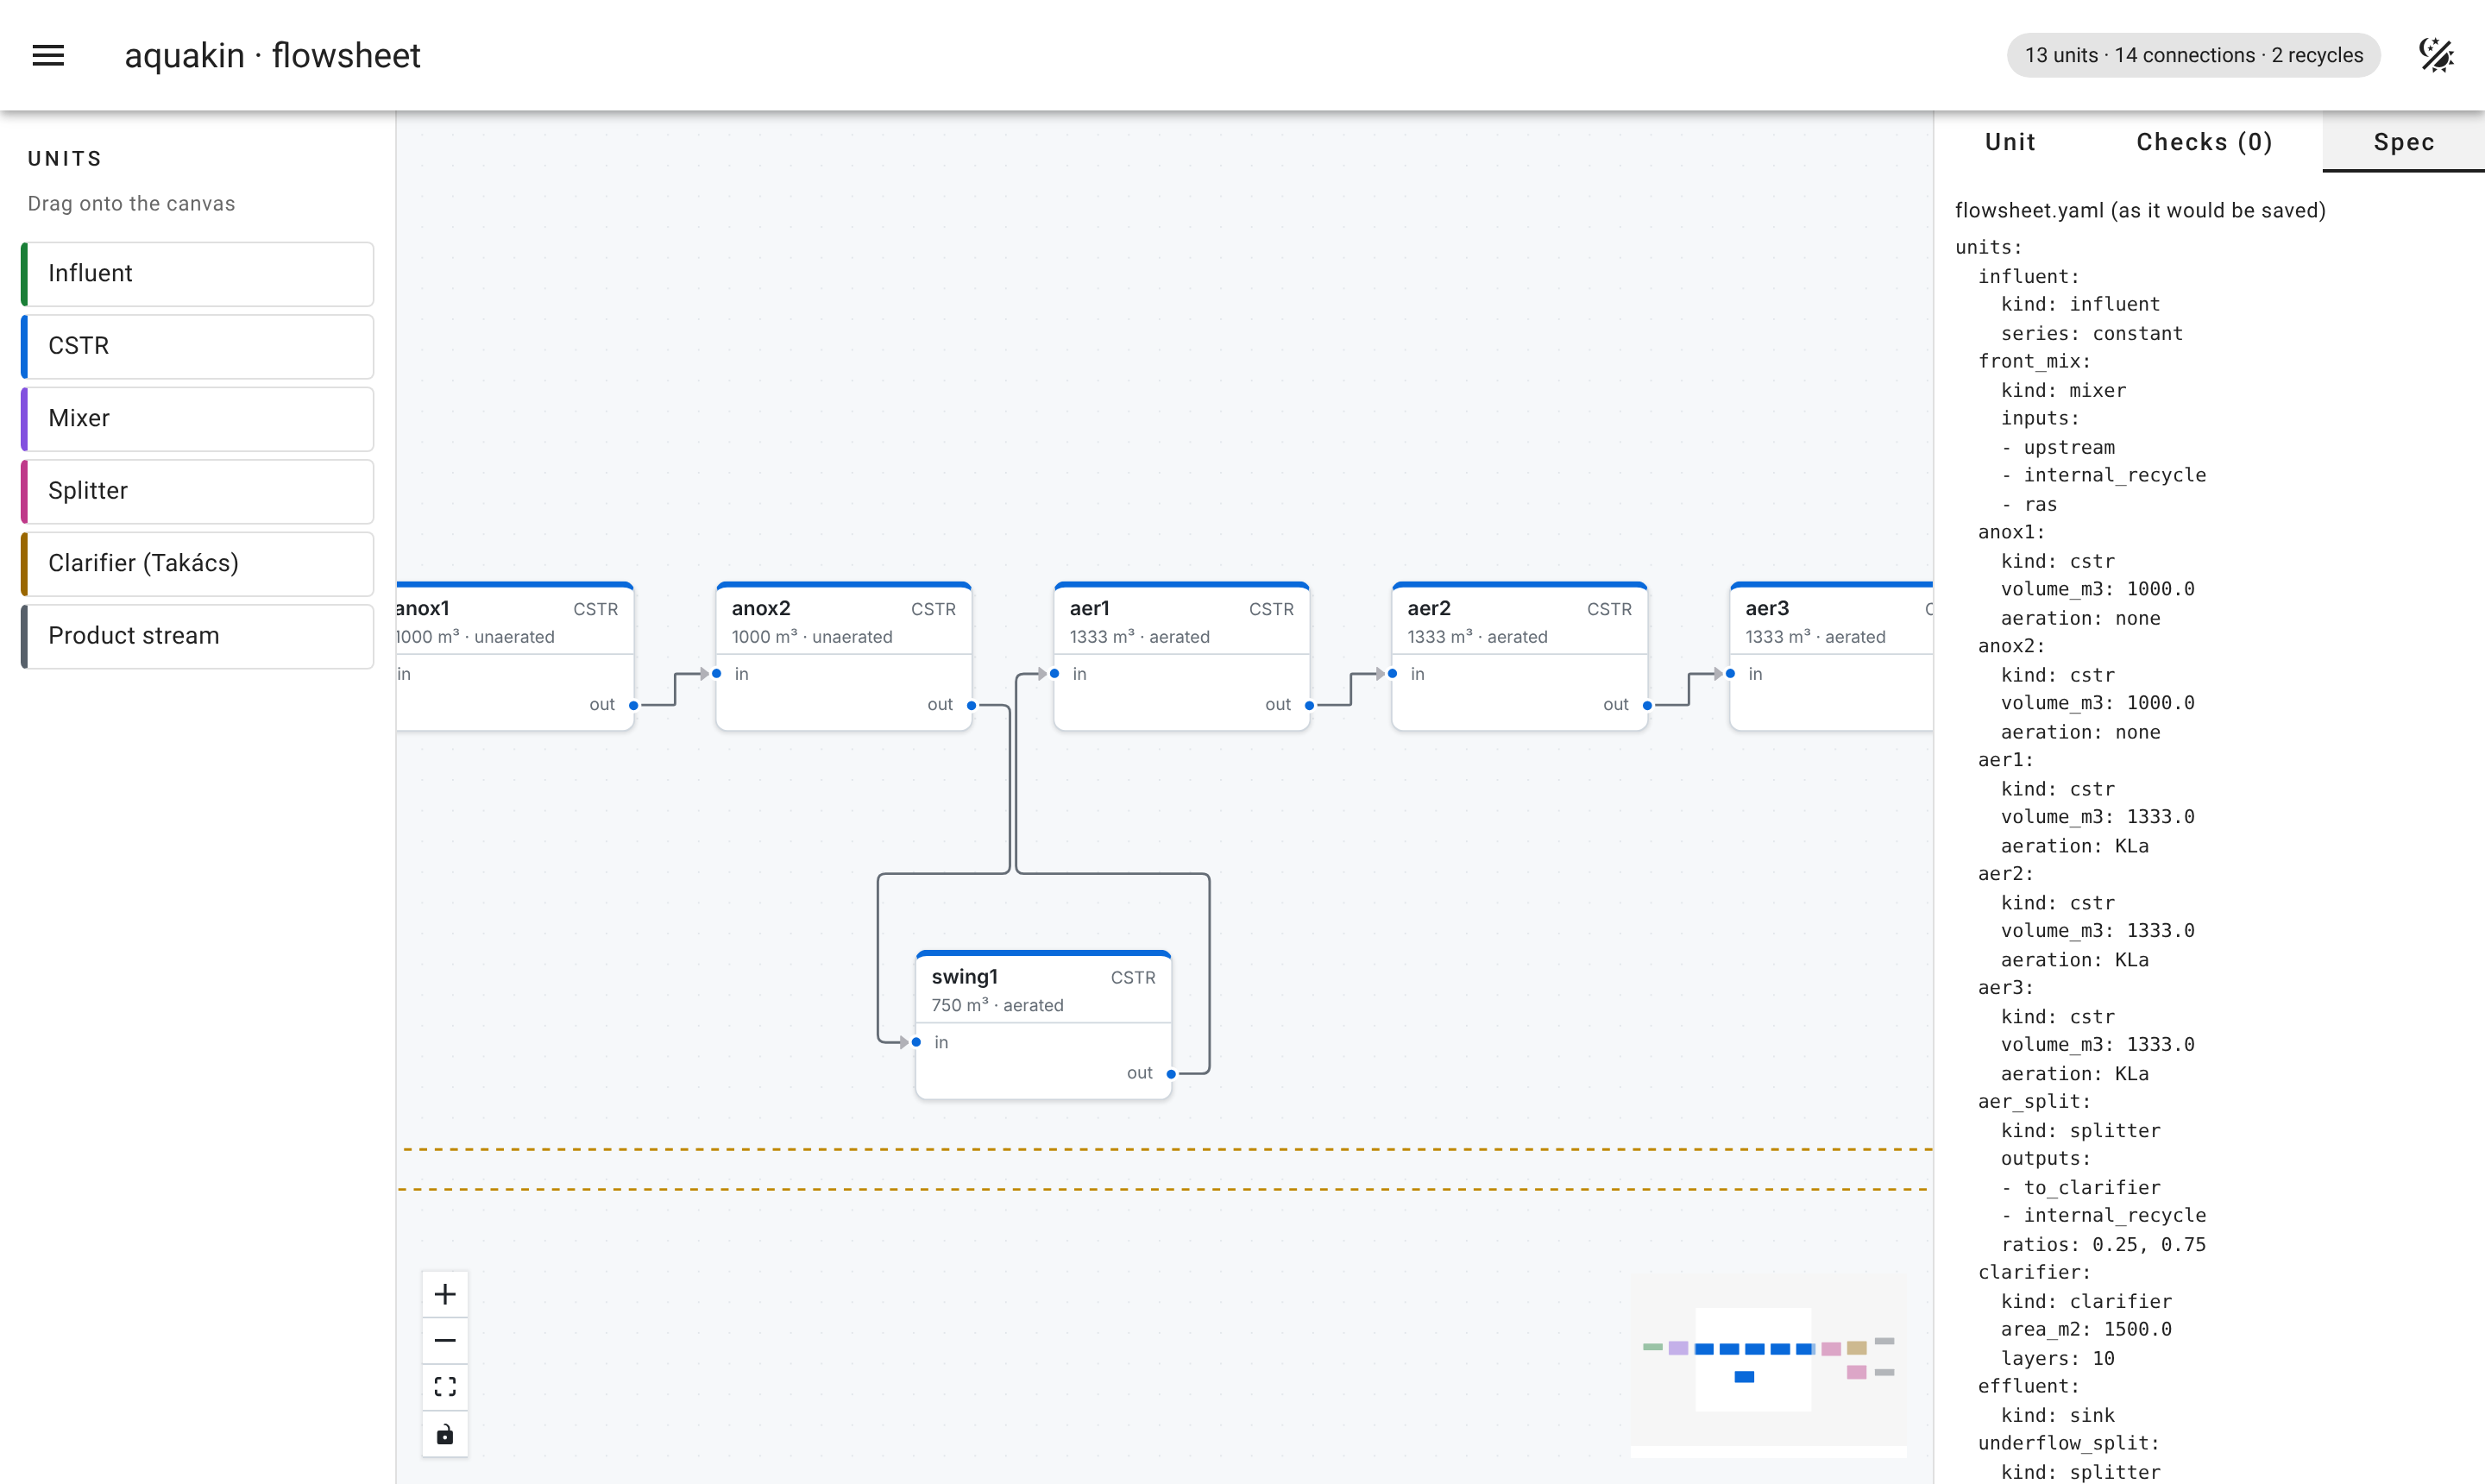 aquakin · flowsheet
13 units · 14 connections · 2 recycles
UNITS
Drag onto the canvas
Influent
CSTR
Mixer
Splitter
Clarifier (Takács)
Product stream
anox1 CSTR
1000 m³ · unaerated
in
out
anox2 CSTR
1000 m³ · unaerated
in
out
aer1 CSTR
1333 m³ · aerated
in
out
aer2 CSTR
1333 m³ · aerated
in
out
aer3 C
1333 m³ · aerated
in
swing1 CSTR
750 m³ · aerated
in
out
Unit Checks (0) Spec
flowsheet.yaml (as it would be saved)
units:
influent:
kind: influent
series: constant
front_mix:
kind: mixer
inputs:
- upstream
- internal_recycle
- ras
anox1:
kind: cstr
volume_m3: 1000.0
aeration: none
anox2:
kind: cstr
volume_m3: 1000.0
aeration: none
aer1:
kind: cstr
volume_m3: 1333.0
aeration: KLa
aer2:
kind: cstr
volume_m3: 1333.0
aeration: KLa
aer3:
kind: cstr
volume_m3: 1333.0
aeration: KLa
aer_split:
kind: splitter
outputs:
- to_clarifier
- internal_recycle
ratios: 0.25, 0.75
clarifier:
kind: clarifier
area_m2: 1500.0
layers: 10
effluent:
kind: sink
underflow_split:
kind: splitter